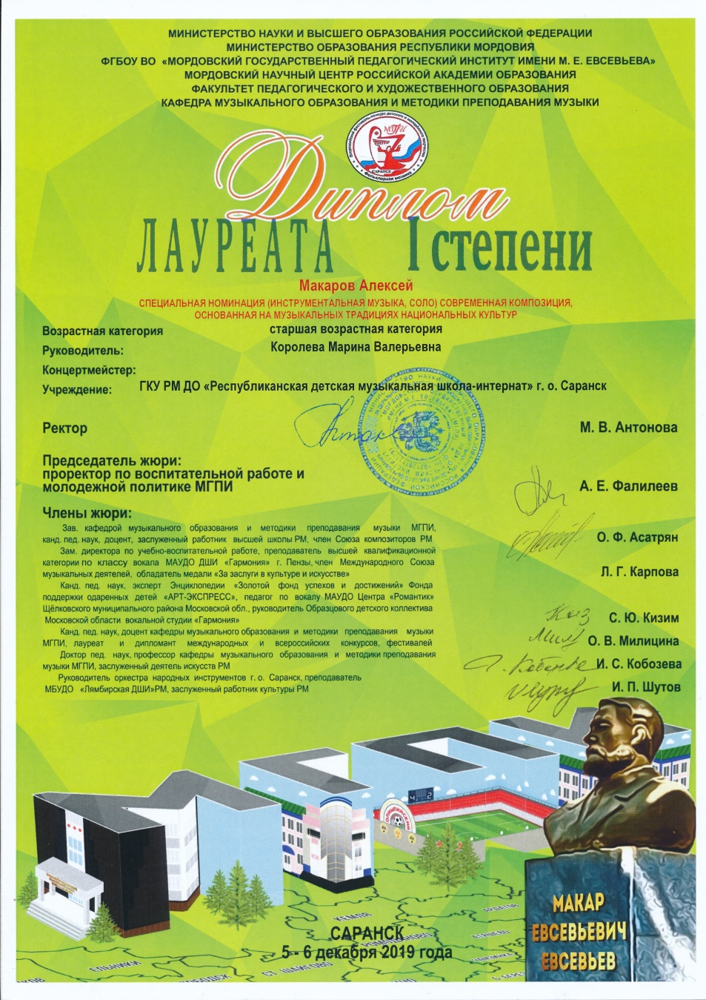 МИНИСТЕРСТВО НАУКИ И ВЫСШЕГО ОБРАЗОВАНИЯ РОССИЙСКОЙ ФЕДЕРАЦИИ
МИНИСТЕРСТВО ОБРАЗОВАНИЯ РЕСПУБЛИКИ МОРДОВИЯ
ФГБОУ ВО «МОРДОВСКИЙ ГОСУДАРСТВЕННЫЙ ПЕДАГОГИЧЕСКИЙ ИНСТИТУТ ИМЕНИ М. Е. ЕВСЕВЬЕВА»
МОРДОВСКИЙ НАУЧНЫЙ ЦЕНТР РОССИЙСКОЙ АКАДЕМИИ ОБРАЗОВАНИЯ
ФАКУЛЬТЕТ ПЕДАГОГИЧЕСКОГО И ХУДОЖЕСТВЕННОГО ОБРАЗОВАНИЯ
КАФЕДРА МУЗЫКАЛЬНОГО ОБРАЗОВАНИЯ И МЕТОДИКИ ПРЕПОДАВАНИЯ МУЗЫКИ
САРАНСК
Фольклорная мозаика
Диплом
ЛАУРЕАТА I степени
Макаров Алексей
СПЕЦИАЛЬНАЯ НОМИНАЦИЯ (ИНСТРУМЕНТАЛЬНАЯ МУЗЫКА, СОЛО) СОВРЕМЕННАЯ КОМПОЗИЦИЯ,
ОСНОВАННАЯ НА МУЗЫКАЛЬНЫХ ТРАДИЦИЯХ НАЦИОНАЛЬНЫХ КУЛЬТУР
Возрастная категория старшая возрастная категория
Руководитель: Королева Марина Валерьевна
Концертмейстер:
Учреждение: ГКУ РМ ДО «Республиканская детская музыкальная школа-интернат» г. о. Саранск
Ректор М. В. Антонова
Председатель жюри:
проректор по воспитательной работе и
молодежной политике МГПИ А. Е. Фалилеев
Члены жюри:
Зав. кафедрой музыкального образования и методики преподавания музыки МГПИ,
канд. пед. наук, доцент, заслуженный работник высшей школы РМ, член Союза композиторов РМ О. Ф. Асатрян
Зам. директора по учебно-воспитательной работе, преподаватель высшей квалификационной
категории по классу вокала МАУДО ДШИ «Гармония» г. Пензы, член Международного Союза
музыкальных деятелей, обладатель медали «За заслуги в культуре и искусстве» Л. Г. Карпова
Канд. пед. наук, эксперт Энциклопедии «Золотой фонд успехов и достижений» Фонда
поддержки одаренных детей «АРТ-ЭКСПРЕСС», педагог по вокалу МАУДО Центра «Романтик»
Щёлковского муниципального района Московской обл., руководитель Образцового детского коллектива
Московской области вокальной студии «Гармония» С. Ю. Кизим
Канд. пед. наук, доцент кафедры музыкального образования и методики преподавания музыки
МГПИ, лауреат и дипломант международных и всероссийских конкурсов, фестивалей О. В. Милицина
Доктор пед. наук, профессор кафедры музыкального образования и методики преподавания
музыки МГПИ, заслуженный деятель искусств РМ И. С. Кобозева
Руководитель оркестра народных инструментов г. о. Саранск, преподаватель
МБУДО «Лямбирская ДШИ»РМ, заслуженный работник культуры РМ И. П. Шутов
ОЛИМПИЙСКИЙ
МАКАР
ЕВСЕВЬЕВИЧ
ЕВСЕВЬЕВ
КЕМЛЯ
САРАНСК
5 - 6 декабря 2019 года
ЕЛЬНИКИ
СТ. ШАЙГОВО